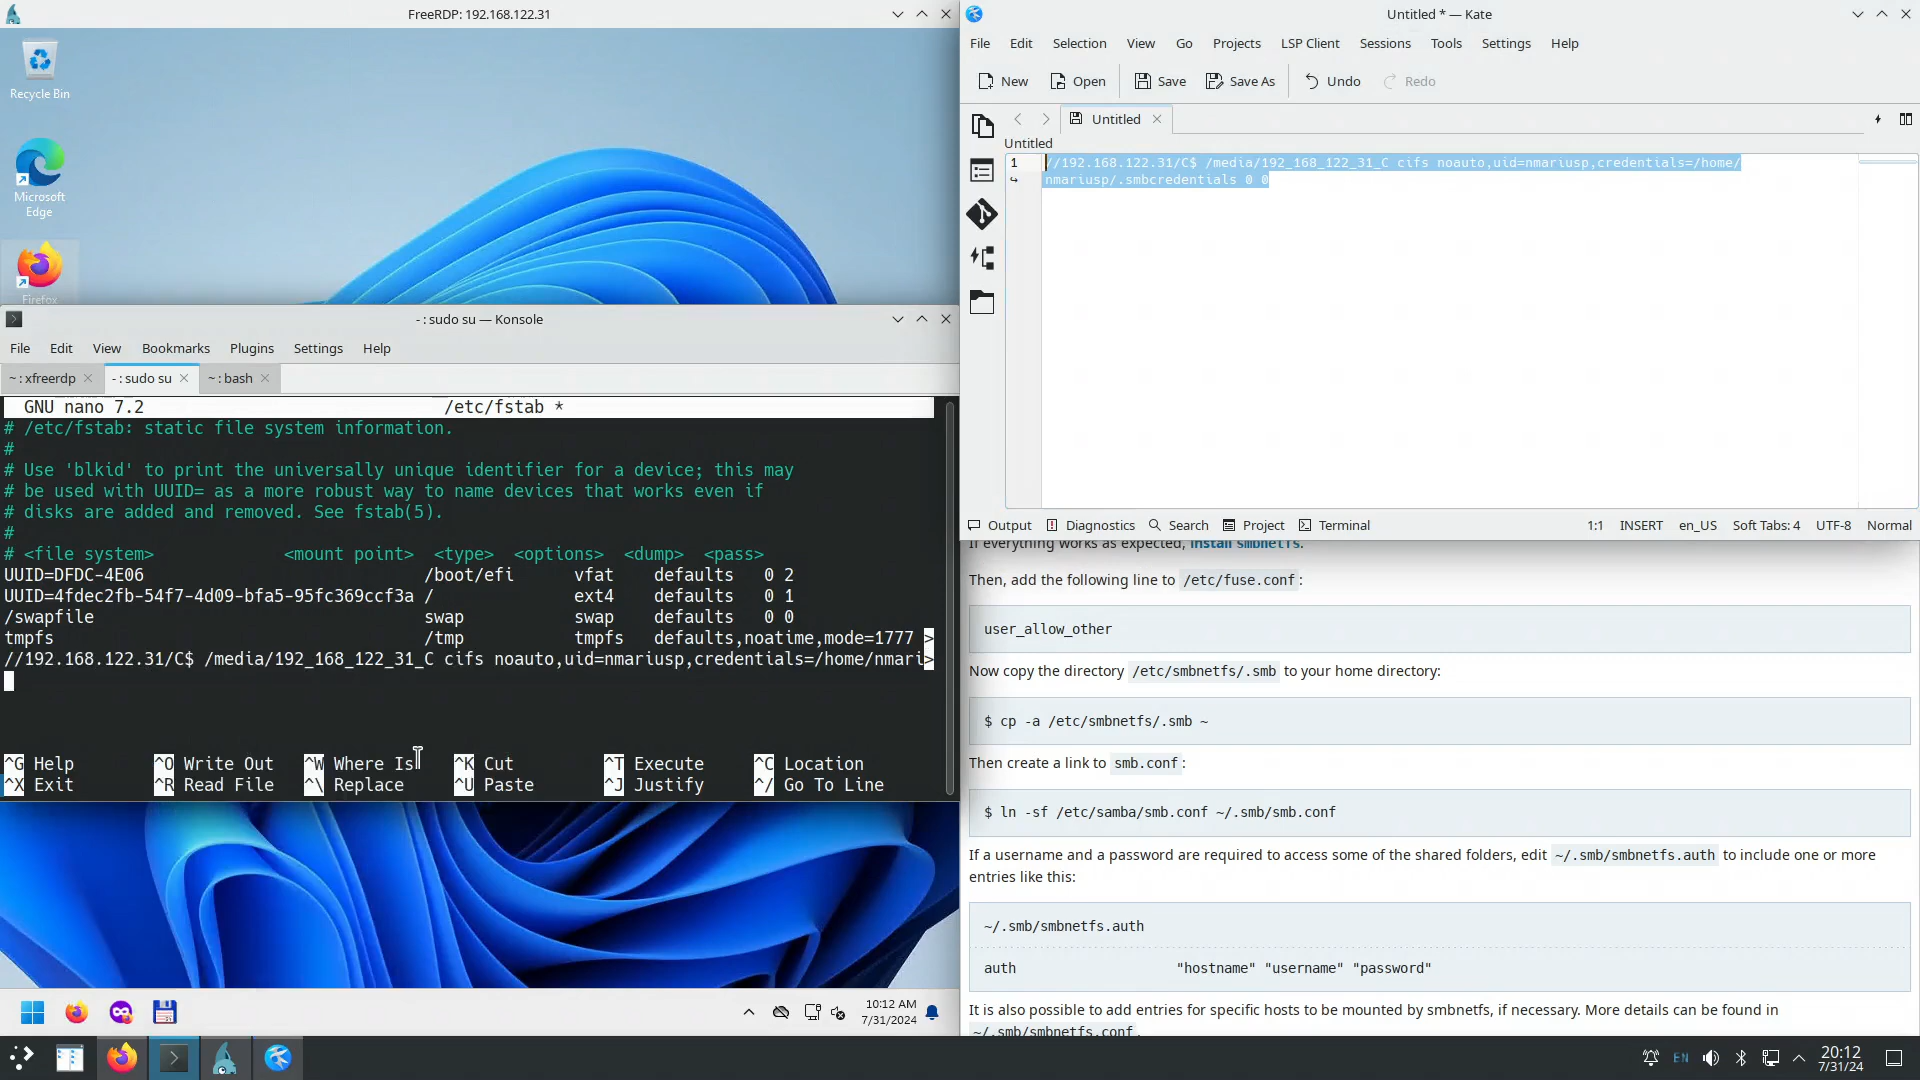 FreeRDP: 192.168.122.31
Recycle Bin
Microsoft
Edge
Firefox
- : sudo su — Konsole
File Edit View Bookmarks Plugins Settings Help
~ : xfreerdp - : sudo su ~ : bash
GNU nano 7.2 /etc/fstab *
# /etc/fstab: static file system information.
#
# Use 'blkid' to print the universally unique identifier for a device; this may
# be used with UUID= as a more robust way to name devices that works even if
# disks are added and removed. See fstab(5).
#
# <file system> <mount point> <type> <options> <dump> <pass>
UUID=DFDC-4E06 /boot/efi vfat defaults 0 2
UUID=4fdec2fb-54f7-4d09-bfa5-95fc369ccf3a / ext4 defaults 0 1
/swapfile swap swap defaults 0 0
tmpfs /tmp tmpfs defaults,noatime,mode=1777 >
//192.168.122.31/C$ /media/192_168_122_31_C cifs noauto,uid=nmariusp,credentials=/home/nmari>
^G Help ^O Write Out ^W Where Is ^K Cut ^T Execute ^C Location
^X Exit ^R Read File ^\ Replace ^U Paste ^J Justify ^/ Go To Line
10:12 AM
7/31/2024
Untitled * — Kate
File Edit Selection View Go Projects LSP Client Sessions Tools Settings Help
New Open Save Save As Undo Redo
Untitled
Untitled
1 //192.168.122.31/C$ /media/192_168_122_31_C cifs noauto,uid=nmariusp,credentials=/home/
nmariusp/.smbcredentials 0 0
Output Diagnostics Search Project Terminal 1:1 INSERT en_US Soft Tabs: 4 UTF-8 Normal
If everything works as expected, install smbnetfs.
Then, add the following line to /etc/fuse.conf:
user_allow_other
Now copy the directory /etc/smbnetfs/.smb to your home directory:
$ cp -a /etc/smbnetfs/.smb ~
Then create a link to smb.conf:
$ ln -sf /etc/samba/smb.conf ~/.smb/smb.conf
If a username and a password are required to access some of the shared folders, edit ~/.smb/smbnetfs.auth to include one or more
entries like this:
~/.smb/smbnetfs.auth
auth "hostname" "username" "password"
It is also possible to add entries for specific hosts to be mounted by smbnetfs, if necessary. More details can be found in
~/.smb/smbnetfs.conf.
EN
20:12
7/31/24